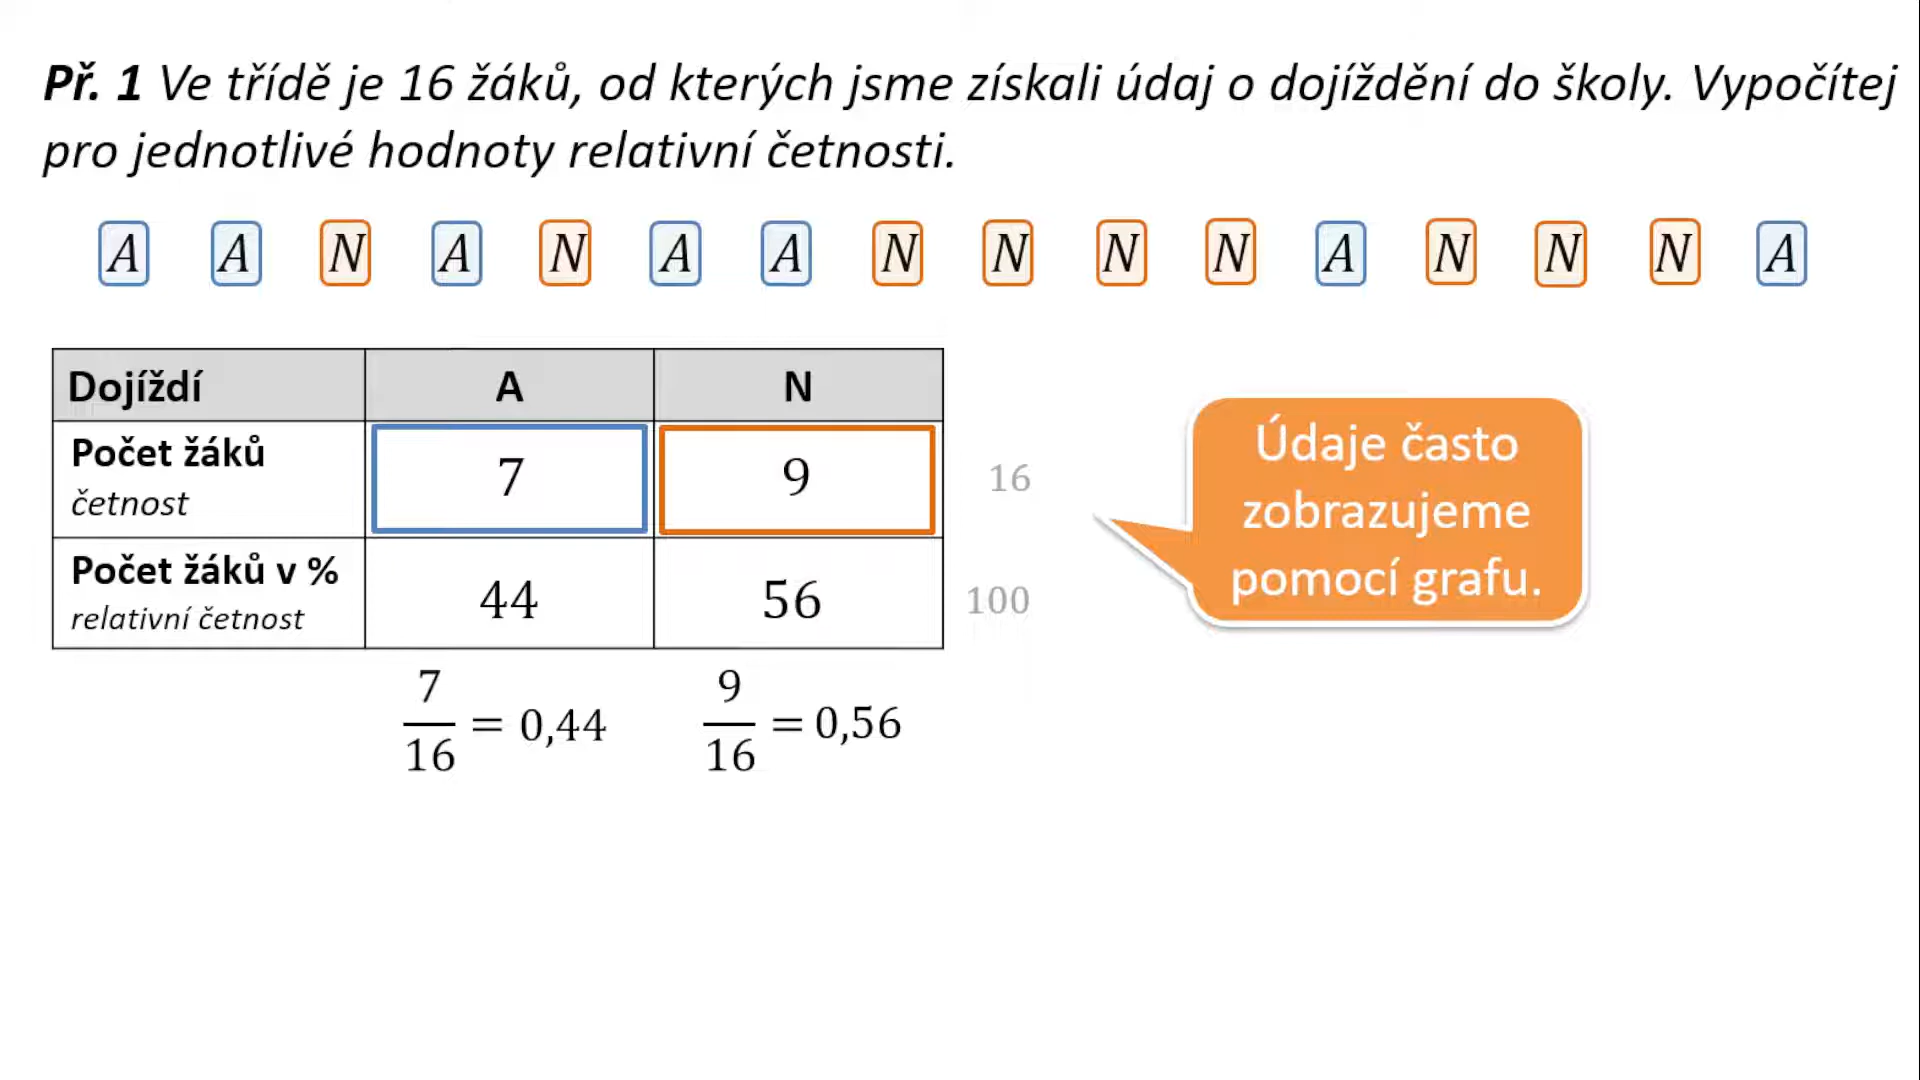 Př. 1 Ve třídě je 16 žáků, od kterých jsme získali údaj o dojíždění do školy. Vypočítej
pro jednotlivé hodnoty relativní četnosti.
A A N A N A A N N N N A N N N A
Dojíždí A N
Počet žáků
četnost
7 9 16
Počet žáků v %
relativní četnost
44 56 100
7/16 = 0,44 9/16 = 0,56
Údaje často
zobrazujeme
pomocí grafu.